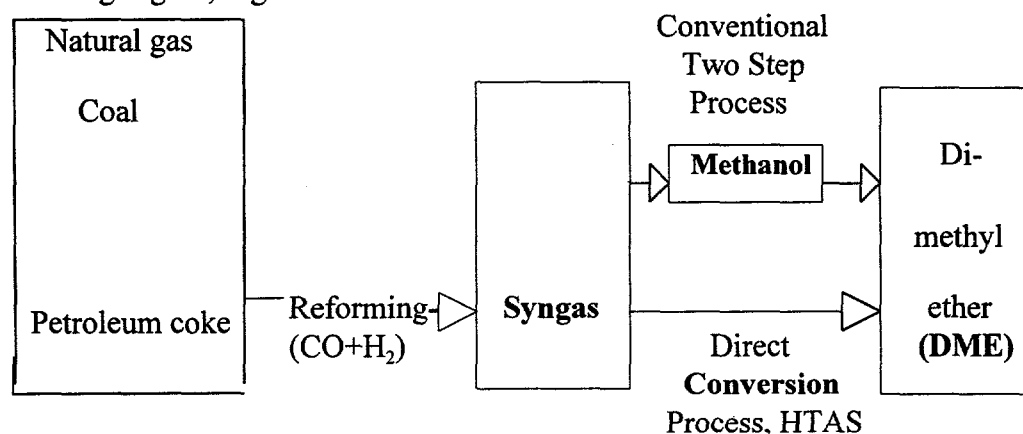 Natural gas
Coal
Petroleum coke
Reforming
(CO+H₂)
Syngas
Conventional
Two Step
Process
Methanol
Direct
Conversion
Process, HTAS
Di-
methyl
ether
(DME)